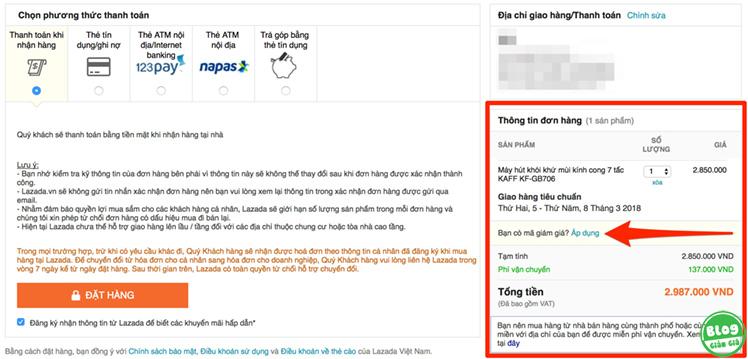 Chọn phương thức thanh toán
Thanh toán khi nhận hàng
Thẻ tín dụng/ghi nợ
Thẻ ATM nội địa/Internet banking
123pay
Thẻ ATM nội địa
napas
Trả góp bằng thẻ tín dụng
Quý khách sẽ thanh toán bằng tiền mặt khi nhận hàng tại nhà
Lưu ý:
- Bạn nhớ kiểm tra kỹ thông tin của đơn hàng bên phải vì thông tin này sẽ không thể thay đổi sau khi đơn hàng được xác nhận thành công.
- Lazada.vn sẽ không gửi tin nhắn xác nhận đơn hàng nên bạn vui lòng xem lại thông tin trong xác nhận đơn hàng được gửi qua email.
- Nhằm đảm bảo quyền lợi mua sắm cho các khách hàng cá nhân, Lazada sẽ giới hạn số lượng sản phẩm trong mỗi đơn hàng và chúng tôi xin phép từ chối đơn hàng có dấu hiệu mua đi bán lại.
- Hiện tại Lazada chưa thể hỗ trợ giao hàng lên lầu / tầng đối với các địa chỉ thuộc chung cư hoặc tòa nhà cao tầng.
Trong mọi trường hợp, trừ khi có yêu cầu khác đi, Quý Khách hàng sẽ nhận được hoá đơn theo thông tin cá nhân đã đăng ký khi mua hàng tại Lazada. Để chuyển đổi từ hóa đơn cho cá nhân sang hóa đơn cho doanh nghiệp, Quý Khách hàng vui lòng liên hệ Lazada trong vòng 7 ngày kể từ ngày đặt hàng. Sau thời gian trên, Lazada có toàn quyền từ chối hỗ trợ chuyển đổi.
ĐẶT HÀNG
Đăng ký nhận thông tin từ Lazada để biết các khuyến mãi hấp dẫn*
Bằng cách đặt hàng, bạn đồng ý với Chính sách bảo mật, Điều khoản sử dụng và Điều khoản về thẻ cào của Lazada Việt Nam.
Địa chỉ giao hàng/Thanh toán Chỉnh sửa
Thông tin đơn hàng (1 sản phẩm)
SẢN PHẨM SỐ LƯỢNG GIÁ
Máy hút khói khử mùi kính cong 7 tấc KAFF KF-GB706 1 2.850.000
xóa
Giao hàng tiêu chuẩn
Thứ Hai, 5 - Thứ Năm, 8 Tháng 3 2018
Bạn có mã giảm giá? Áp dụng
Tạm tính 2.850.000 VND
Phí vận chuyển 137.000 VND
Tổng tiền 2.987.000 VND
(Đã bao gồm VAT)
Bạn nên mua hàng từ nhà bán hàng cùng thành phố hoặc
miền với địa chỉ của bạn để được miễn phí vận chuyển. Xem
tại đây
BLOG
Giảm Giá